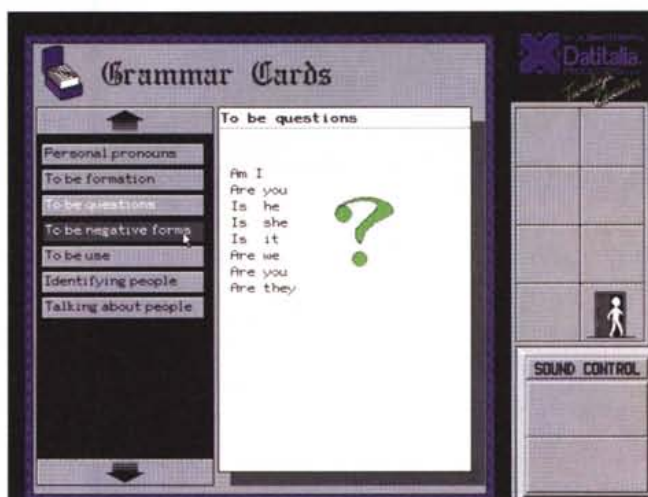 Grammar Cards
Datitalia
Personal pronouns
To be formation
To be questions
To be negative forms
To be use
Identifying people
Talking about people
To be questions
Am I
Are you
Is he
Is she
Is it
Are we
Are you
Are they
?
SOUND CONTROL